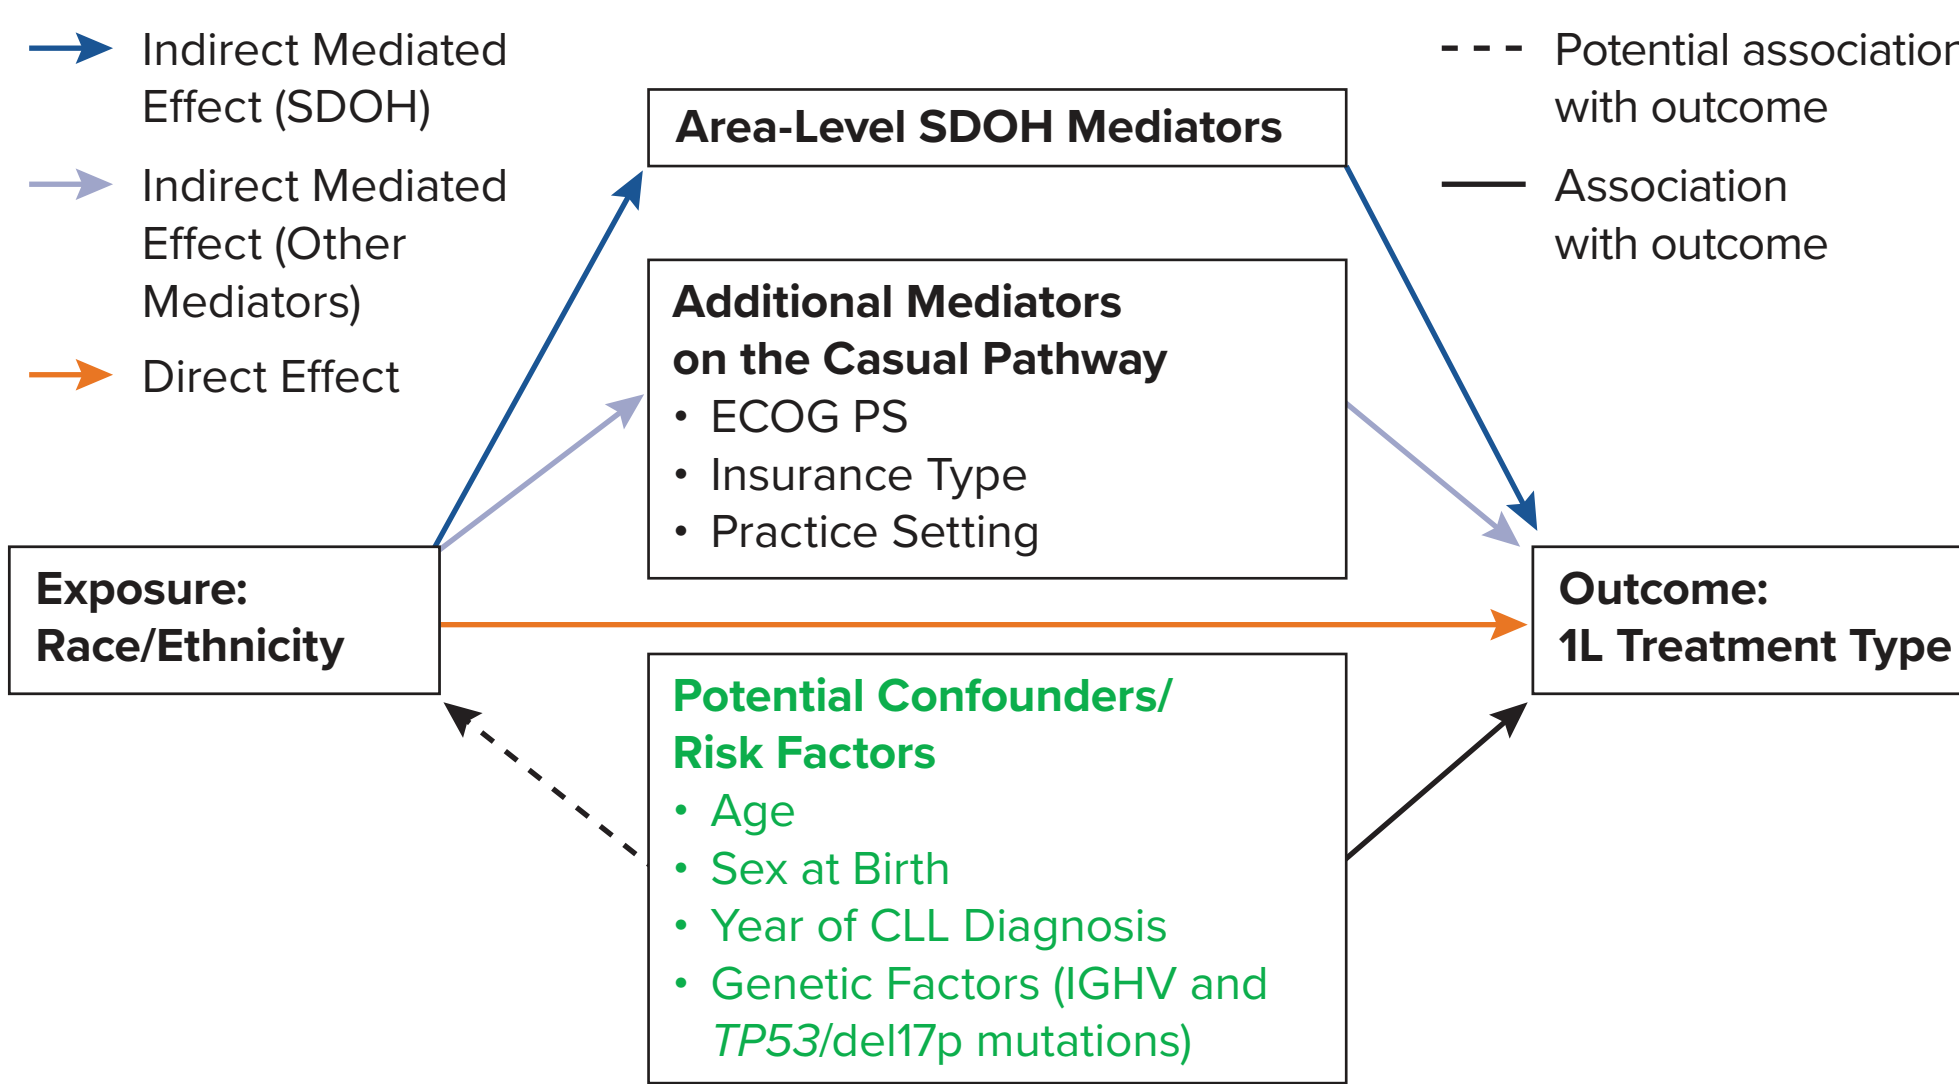 Indirect Mediated
Effect (SDOH)
Indirect Mediated
Effect (Other
Mediators)
Direct Effect
Potential association
with outcome
Association
with outcome
Area-Level SDOH Mediators
Additional Mediators
on the Casual Pathway
• ECOG PS
• Insurance Type
• Practice Setting
Exposure:
Race/Ethnicity
Outcome:
1L Treatment Type
Potential Confounders/
Risk Factors
• Age
• Sex at Birth
• Year of CLL Diagnosis
• Genetic Factors (IGHV and
TP53/del17p mutations)